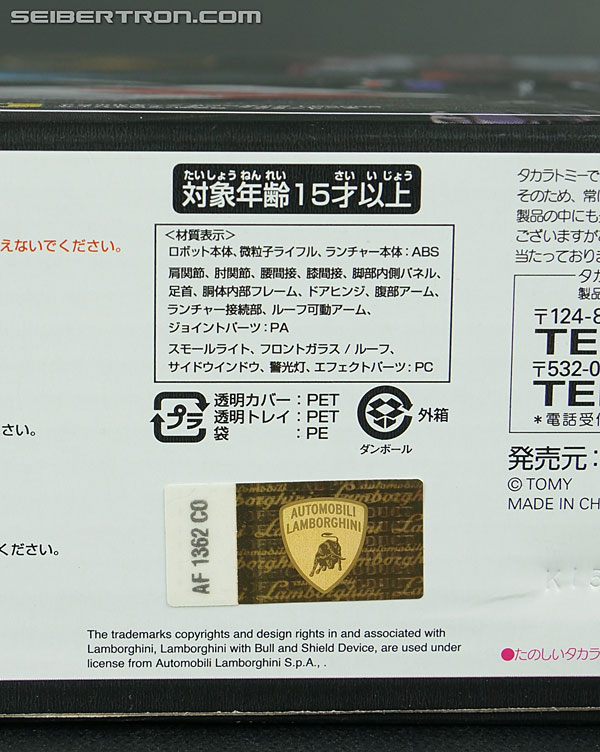 SEIBERTRON.COM
えないでください。
さい。
ください。
たいしょうねんれい さいいじょう
対象年齢15才以上
<材質表示>
ロボット本体、微粒子ライフル、ランチャー本体:ABS
肩関節、肘関節、腰間接、膝間接、脚部内側パネル、
足首、胴体内部フレーム、ドアヒンジ、腹部アーム、
ランチャー接続部、ルーフ可動アーム、
ジョイントパーツ:PA
スモールライト、フロントガラス / ルーフ、
サイドウインドウ、警光灯、エフェクトパーツ:PC
プラ
透明カバー:PET
透明トレイ:PET
袋 :PE
外箱
ダンボール
AF 1362 CO
AUTOMOBILI
LAMBORGHINI
The trademarks copyrights and design rights in and associated with
Lamborghini, Lamborghini with Bull and Shield Device, are used under
license from Automobili Lamborghini S.p.A., .
タカラトミーで
そのため、常に
製品の中にも
ございますが
当たっており
タカ
製品
〒124-8
TE
〒532-0
TE
*電話受付
発売元:
© TOMY
MADE IN CH
●たのしいタカラ